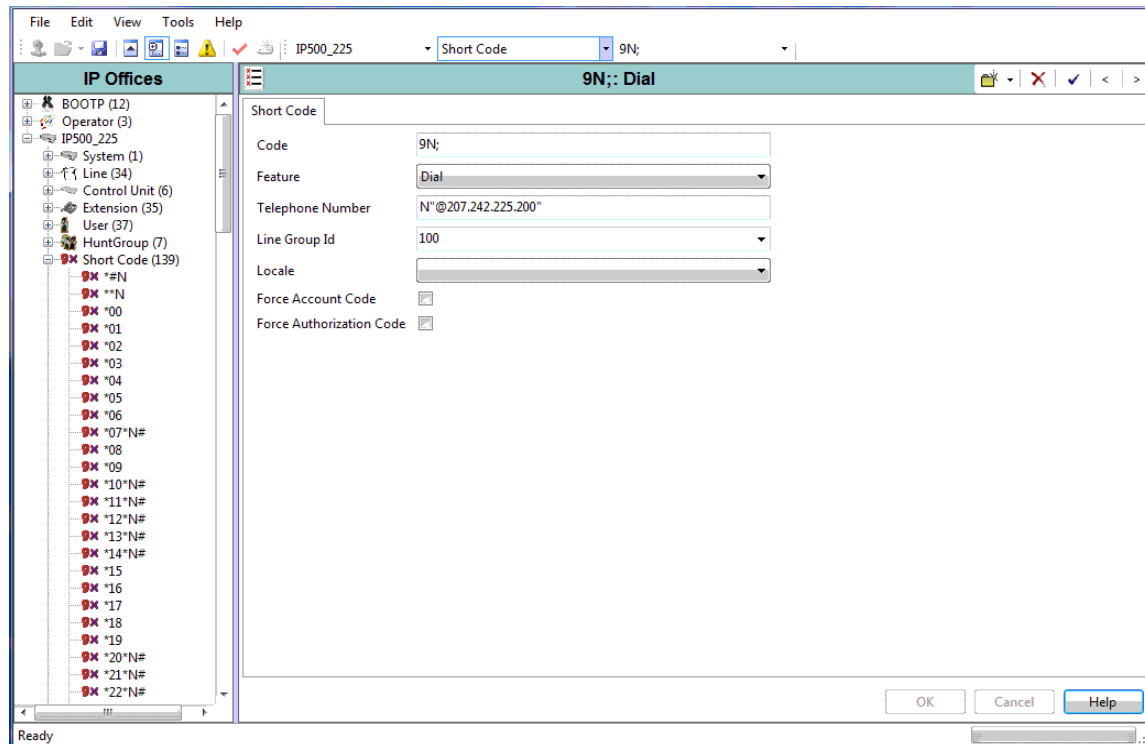 File Edit View Tools Help
IP500_225 Short Code 9N;
IP Offices
BOOTP (12)
Operator (3)
IP500_225
System (1)
Line (34)
Control Unit (6)
Extension (35)
User (37)
HuntGroup (7)
Short Code (139)
*#N
**N
*00
*01
*02
*03
*04
*05
*06
*07*N#
*08
*09
*10*N#
*11*N#
*12*N#
*13*N#
*14*N#
*15
*16
*17
*18
*19
*20*N#
*21*N#
*22*N#
9N;: Dial
Short Code
Code 9N;
Feature Dial
Telephone Number N"@207.242.225.200"
Line Group Id 100
Locale
Force Account Code
Force Authorization Code
OK Cancel Help
Ready